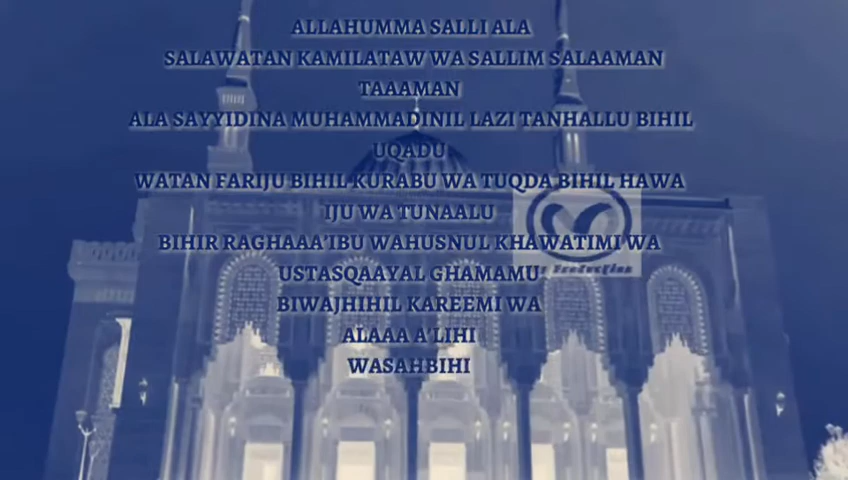 ALLAHUMMA SALLI ALA
SALAWATAN KAMILATAW WA SALLIM SALAAMAN
TAAAMAN
ALA SAYYIDINA MUHAMMADINIL LAZI TANHALLU BIHIL
UQADU
WATAN FARIJU BIHIL KURABU WA TUQDA BIHIL HAWA
IJU WA TUNAALU
BIHIR RAGHAAA'IBU WAHUSNUL KHAWATIMI WA
USTASQAAYAL GHAMAMU
BIWAJHIHIL KAREEMI WA
ALAAA A'LIHI
WASAHBIHI
Production